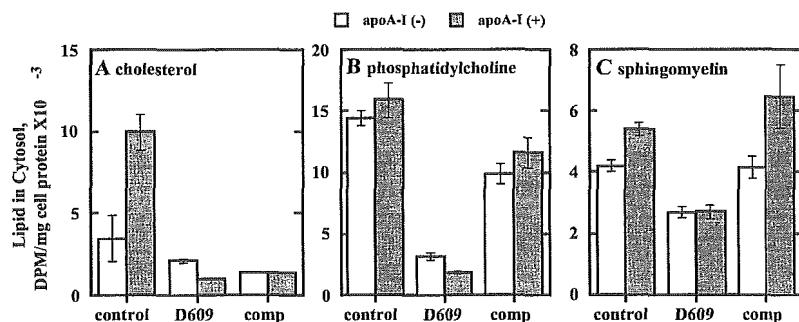 apoA-I (-) apoA-I (+)
Lipid in Cytosol,
DPM/mg cell protein X10 -3
A cholesterol
15
10
5
0
control D609 comp
B phosphatidylcholine
20
15
10
5
0
control D609 comp
C sphingomyelin
8
6
4
2
0
control D609 comp